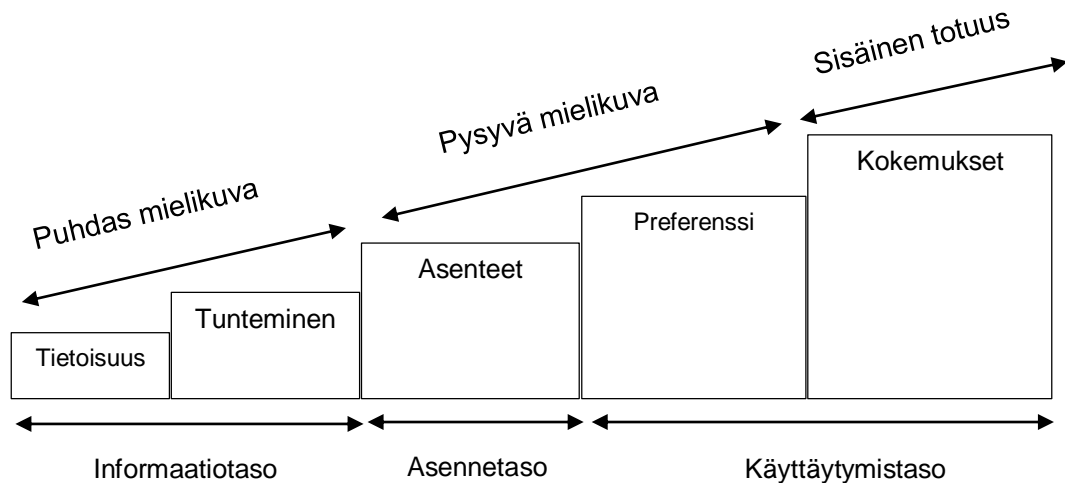 Sisäinen totuus
Pysyvä mielikuva
Puhdas mielikuva
Kokemukset
Preferenssi
Asenteet
Tunteminen
Tietoisuus
Informaatiotaso
Asennetaso
Käyttäytymistaso